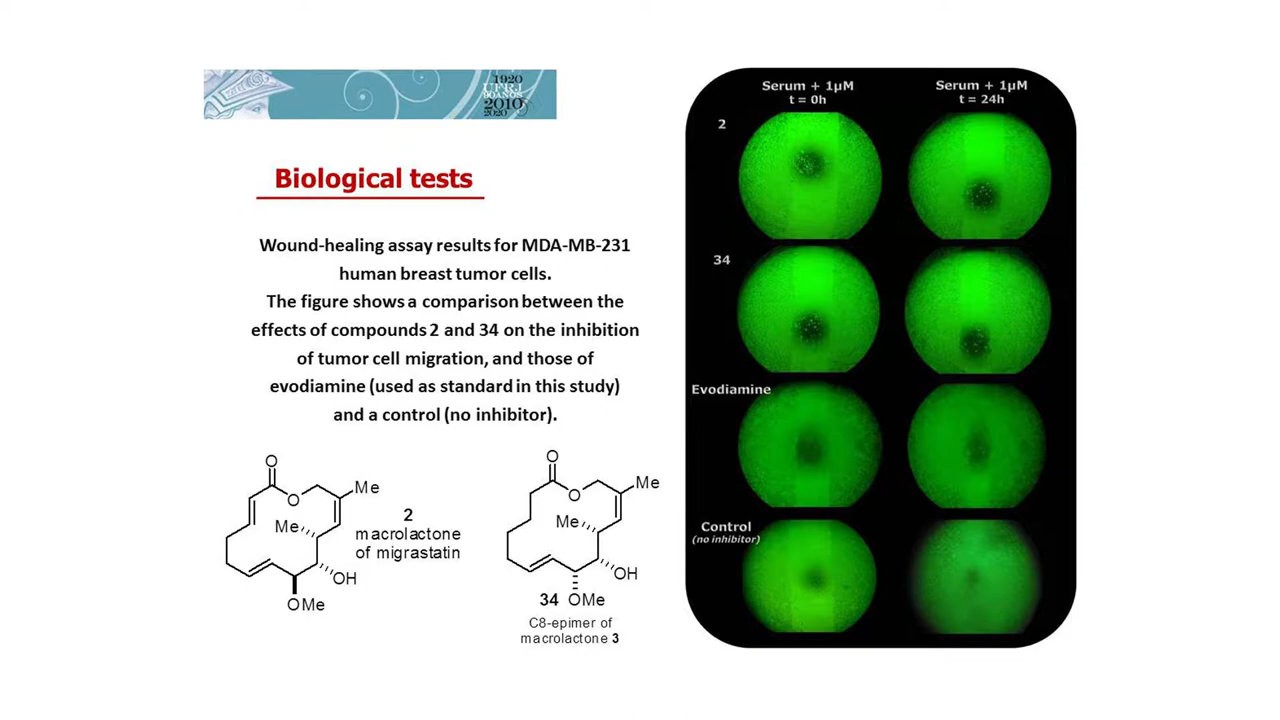 1920
UFRJ
90ANOS
2010
2020
Biological tests
Wound-healing assay results for MDA-MB-231
human breast tumor cells.
The figure shows a comparison between the
effects of compounds 2 and 34 on the inhibition
of tumor cell migration, and those of
evodiamine (used as standard in this study)
and a control (no inhibitor).
O
O
Me
Me
OH
OMe
2
macrolactone
of migrastatin
O
O
Me
Me
OH
34 OMe
C8-epimer of
macrolactone 3
Serum + 1µM
t = 0h
Serum + 1µM
t = 24h
2
34
Evodiamine
Control
(no inhibitor)